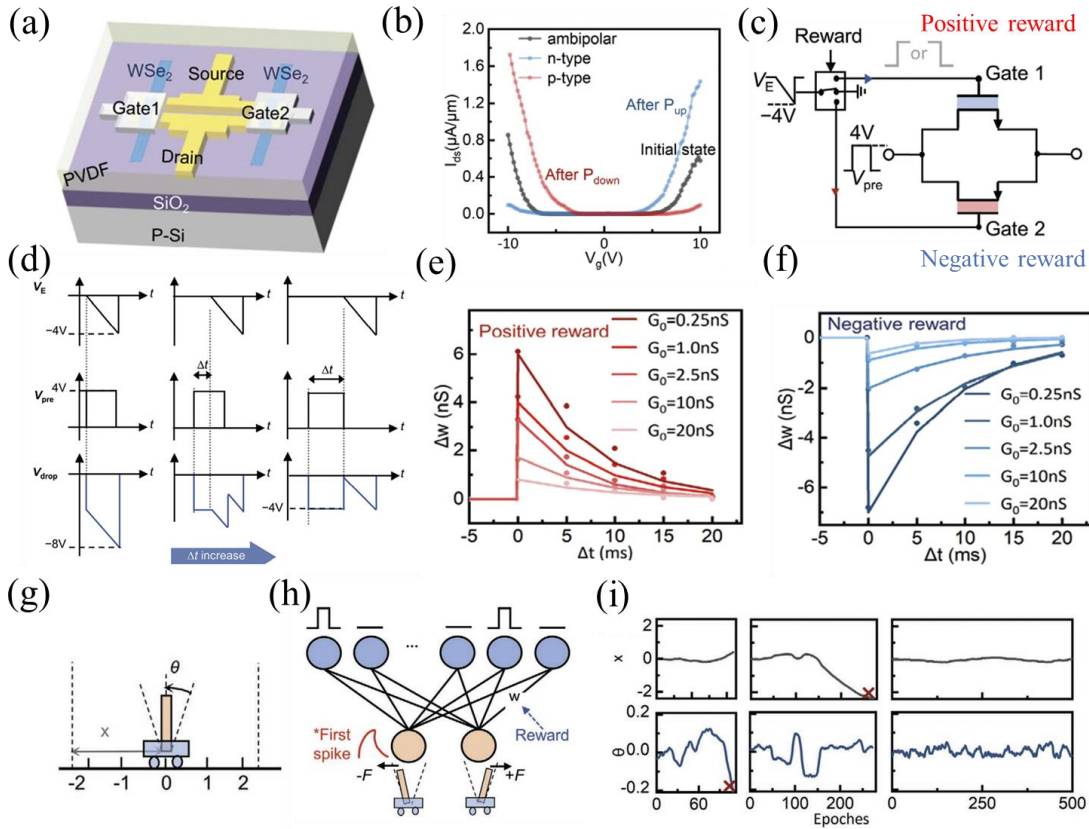 (a)
WSe2
Source
WSe2
Gate1
Gate2
Drain
PVDF
SiO2
P-Si
(b)
Ids(μA/μm)
1.8
1.2
0.6
0.0
ambipolar
n-type
p-type
After Pup
Initial state
After Pdown
-10
0
10
Vg(V)
(c)
Positive reward
Reward
or
Gate 1
VE
-4V
4V
Vpre
Gate 2
Negative reward
(d)
VE
t
t
t
-4V
Δt
Δt
4V
Vpre
t
t
t
Vdrop
t
t
t
-4V
-8V
Δt increase
(e)
Positive reward
G0=0.25nS
G0=1.0nS
G0=2.5nS
G0=10nS
G0=20nS
Δw (nS)
6
4
2
0
-5 0 5 10 15 20
Δt (ms)
(f)
Negative reward
G0=0.25nS
G0=1.0nS
G0=2.5nS
G0=10nS
G0=20nS
Δw (nS)
0
-2
-4
-6
-8
-5 0 5 10 15 20
Δt (ms)
(g)
θ
x
-2 -1 0 1 2
(h)
...
w
*First
spike
Reward
-F
+F
(i)
x
2
0
-2
θ
0.2
0.0
-0.2
0 60
0 100 200
0 250 500
Epoches